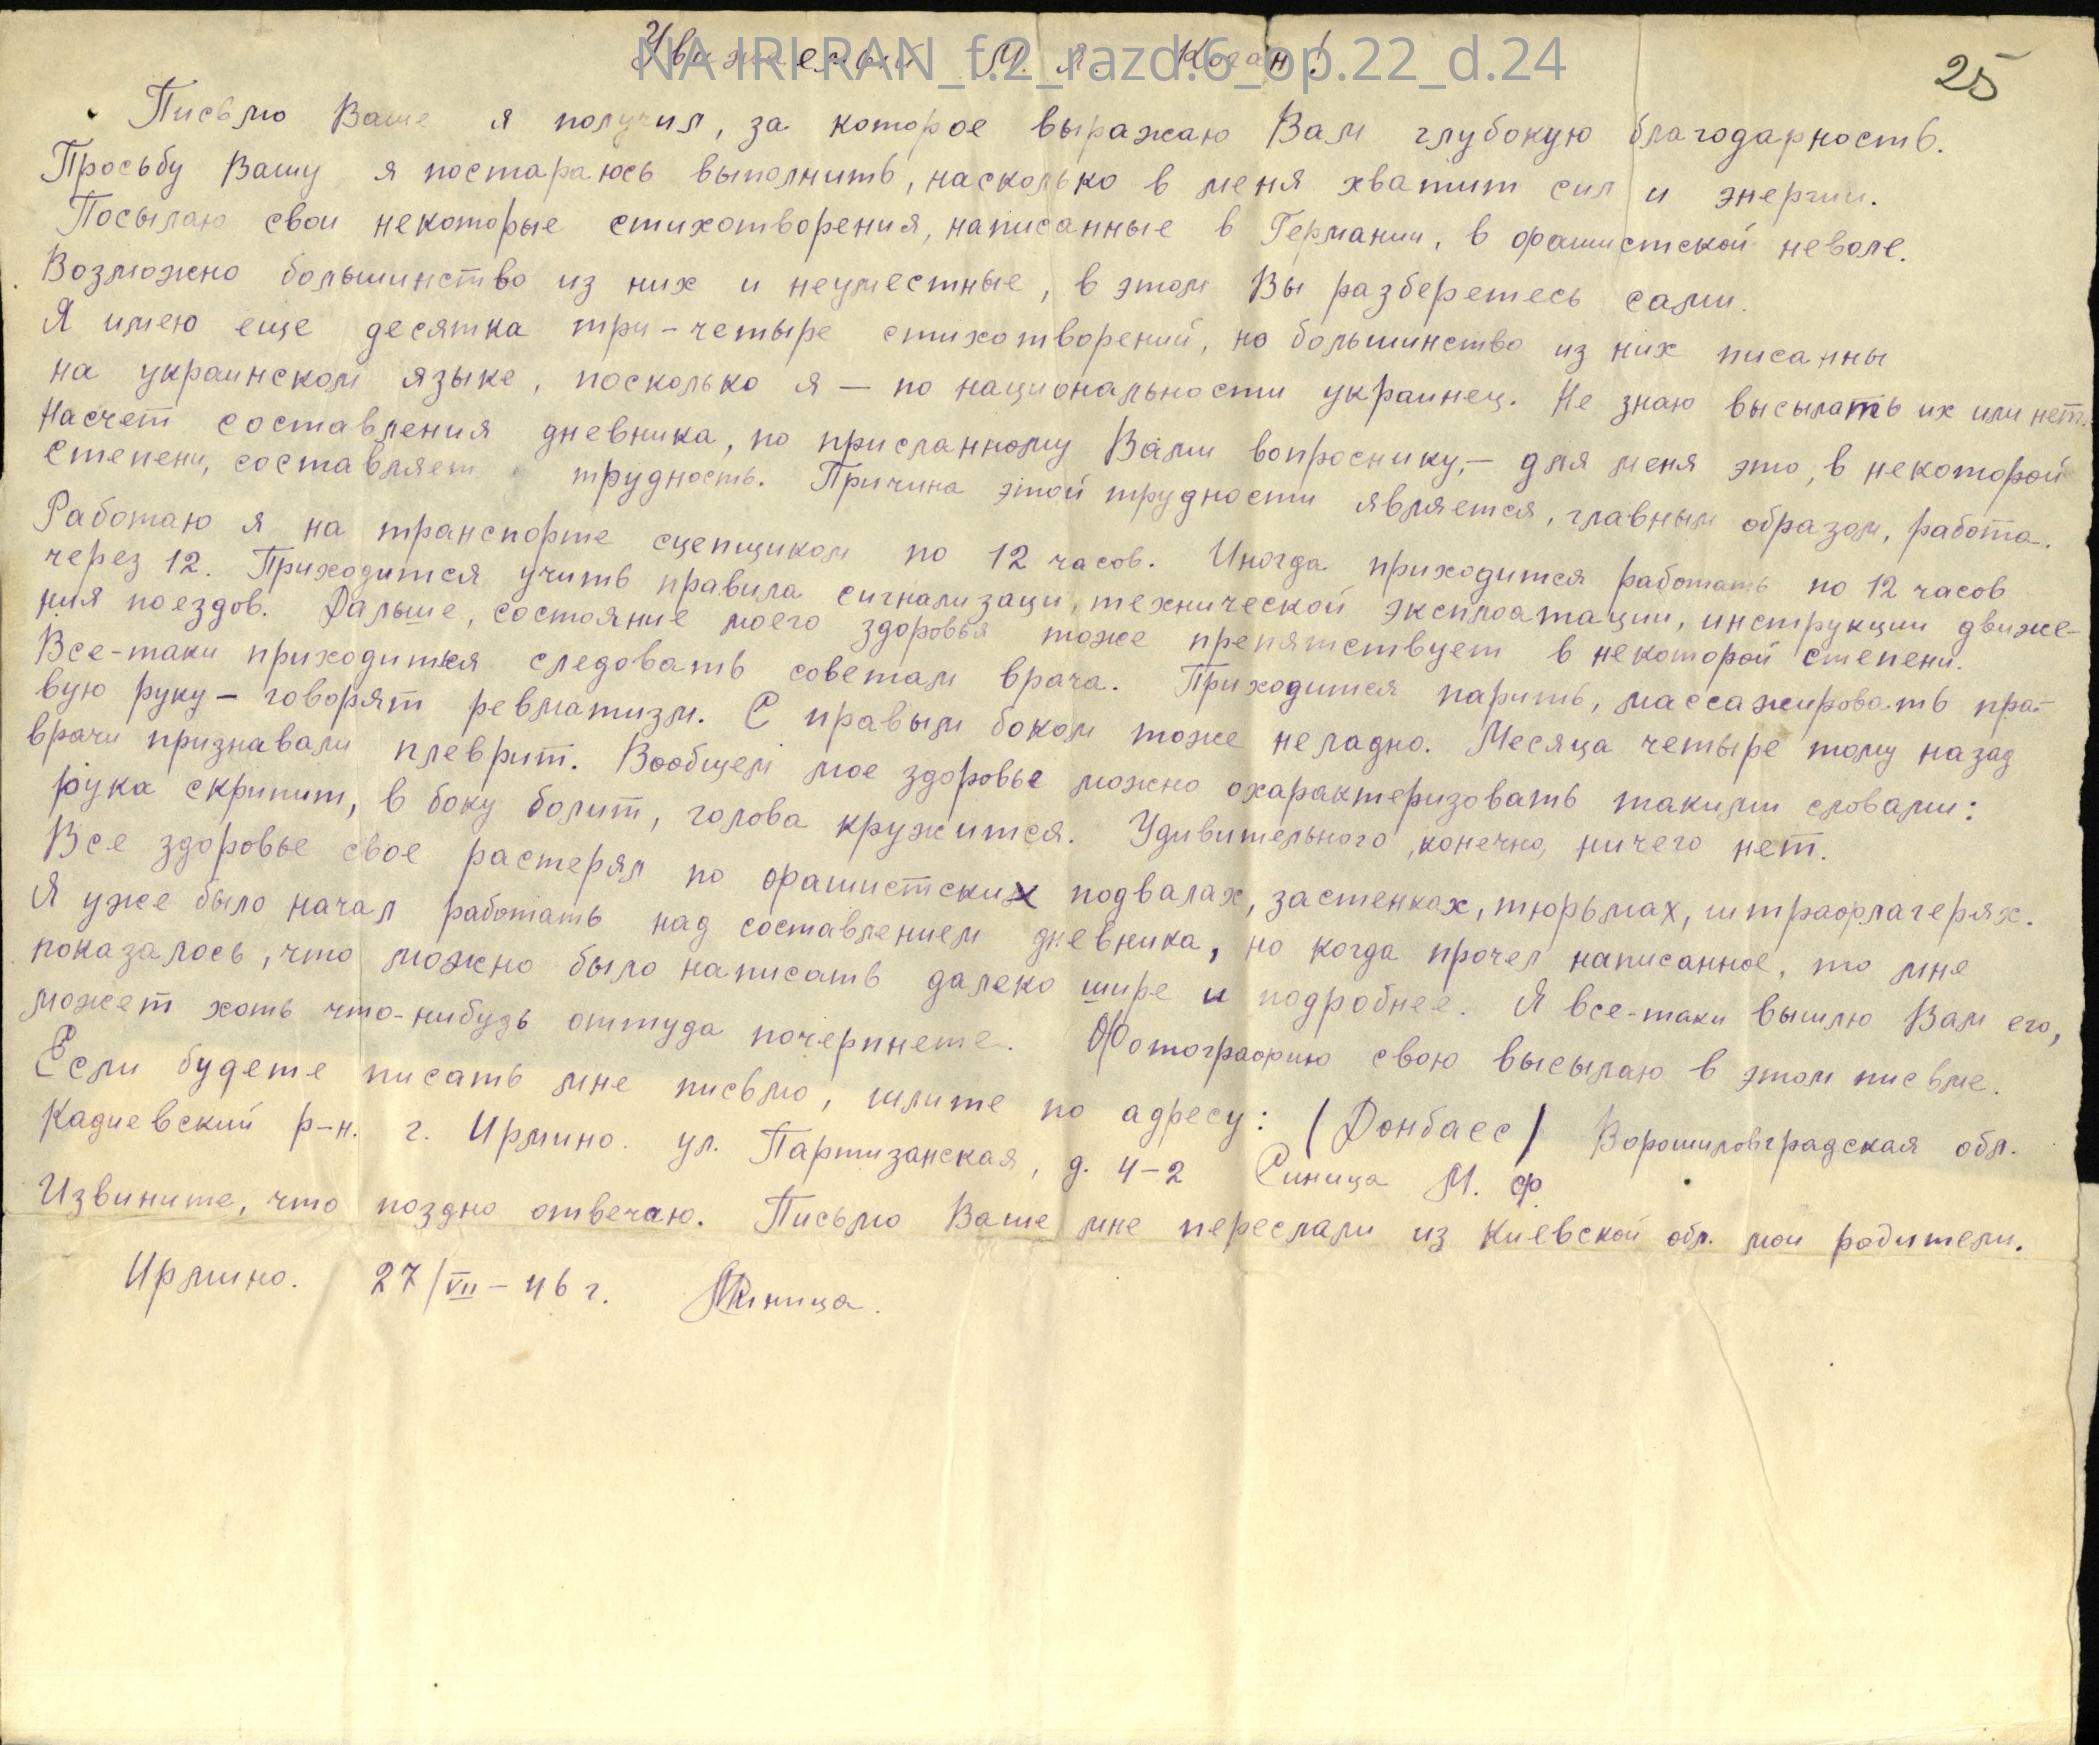 NA IRI RAN_f.2_razd.6_op.22_d.24
Уважаемый М. Я. Коган!
25
Письмо Ваше я получил, за которое выражаю Вам глубокую благодарность.
Просьбу Вашу я постараюсь выполнить, насколько в меня хватит сил и энергии.
Посылаю свои некоторые стихотворения, написанные в Германии, в фашистской неволе.
Возможно большинство из них и неуместные, в этом Вы разберетесь сами.
Я имею еще десятка три-четыре стихотворений, но большинство из них писанны
на украинском языке, поскольку я — по национальности украинец. Не знаю высылать их или нет.
Насчет составления дневника, по присланному Вами вопроснику, — для меня это, в некоторой
степени, составляет трудность. Причина этой трудности является, главным образом, работа.
Работаю я на транспорте сцепщиком по 12 часов. Иногда приходится работать по 12 часов
через 12. Приходится учить правила сигнализаци, технической эксплоатации, инструкции движе-
ния поездов. Дальше, состояние моего здоровья тоже препятствует в некоторой степени.
Все-таки приходиться следовать советам врача. Приходится парить, массажировать пра-
вую руку — говорят ревматизм. С правым боком тоже неладно. Месяца четыре тому назад
врачи признавали плеврит. Вообщем мое здоровье можно охарактеризовать такими словами:
рука скрипит, в боку болит, голова кружится. Удивительного, конечно, ничего нет.
Все здоровье свое растерял по фашистских подвалах, застенках, тюрьмах, штрафлагерях.
Я уже было начал работать над составлением дневника, но когда прочел написанное, то мне
показалось, что можно было написать далеко шире и подробнее. Я все-таки вышлю Вам его,
может хоть что-нибудь оттуда почерпнете. Фотографию свою высылаю в этом письме.
Если будете писать мне письмо, шлите по адресу: /Донбасс/ Ворошиловградская обл.
Кадиевский р-н. г. Ирмино. ул. Партизанская, д. 4-2 Синица М. Ф.
Извините, что поздно отвечаю. Письмо Ваше мне переслали из Киевской обл. мои родители.
Ирмино. 27/VII - 46 г. МСиница.